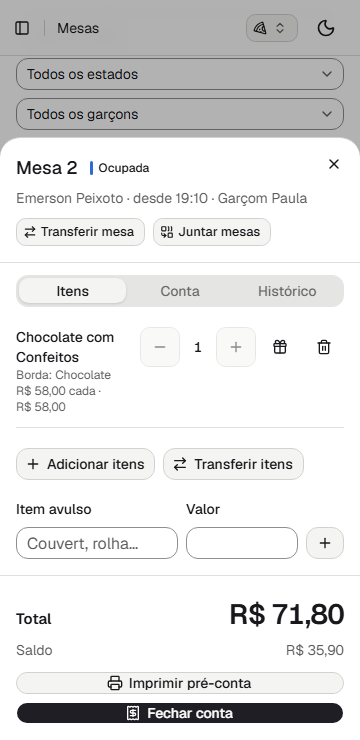 Mesas
Todos os estados
Todos os garçons
Mesa 2
Ocupada
Emerson Peixoto · desde 19:10 · Garçom Paula
Transferir mesa
Juntar mesas
Itens
Conta
Histórico
Chocolate com
Confeitos
Borda: Chocolate
R$ 58,00 cada ·
R$ 58,00
1
Adicionar itens
Transferir itens
Item avulso
Valor
Couvert, rolha...
Total
R$ 71,80
Saldo
R$ 35,90
Imprimir pré-conta
Fechar conta